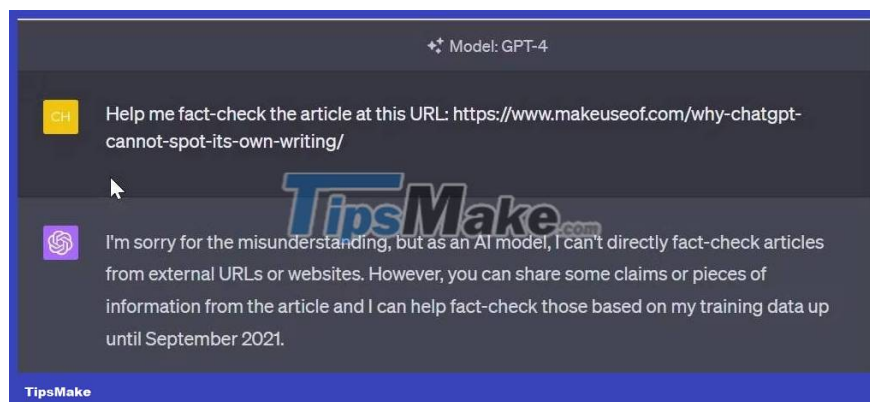 Model: GPT-4
CH
Help me fact-check the article at this URL: https://www.makeuseof.com/why-chatgpt-
cannot-spot-its-own-writing/
TipsMake.com
I'm sorry for the misunderstanding, but as an AI model, I can't directly fact-check articles
from external URLs or websites. However, you can share some claims or pieces of
information from the article and I can help fact-check those based on my training data up
until September 2021.
TipsMake